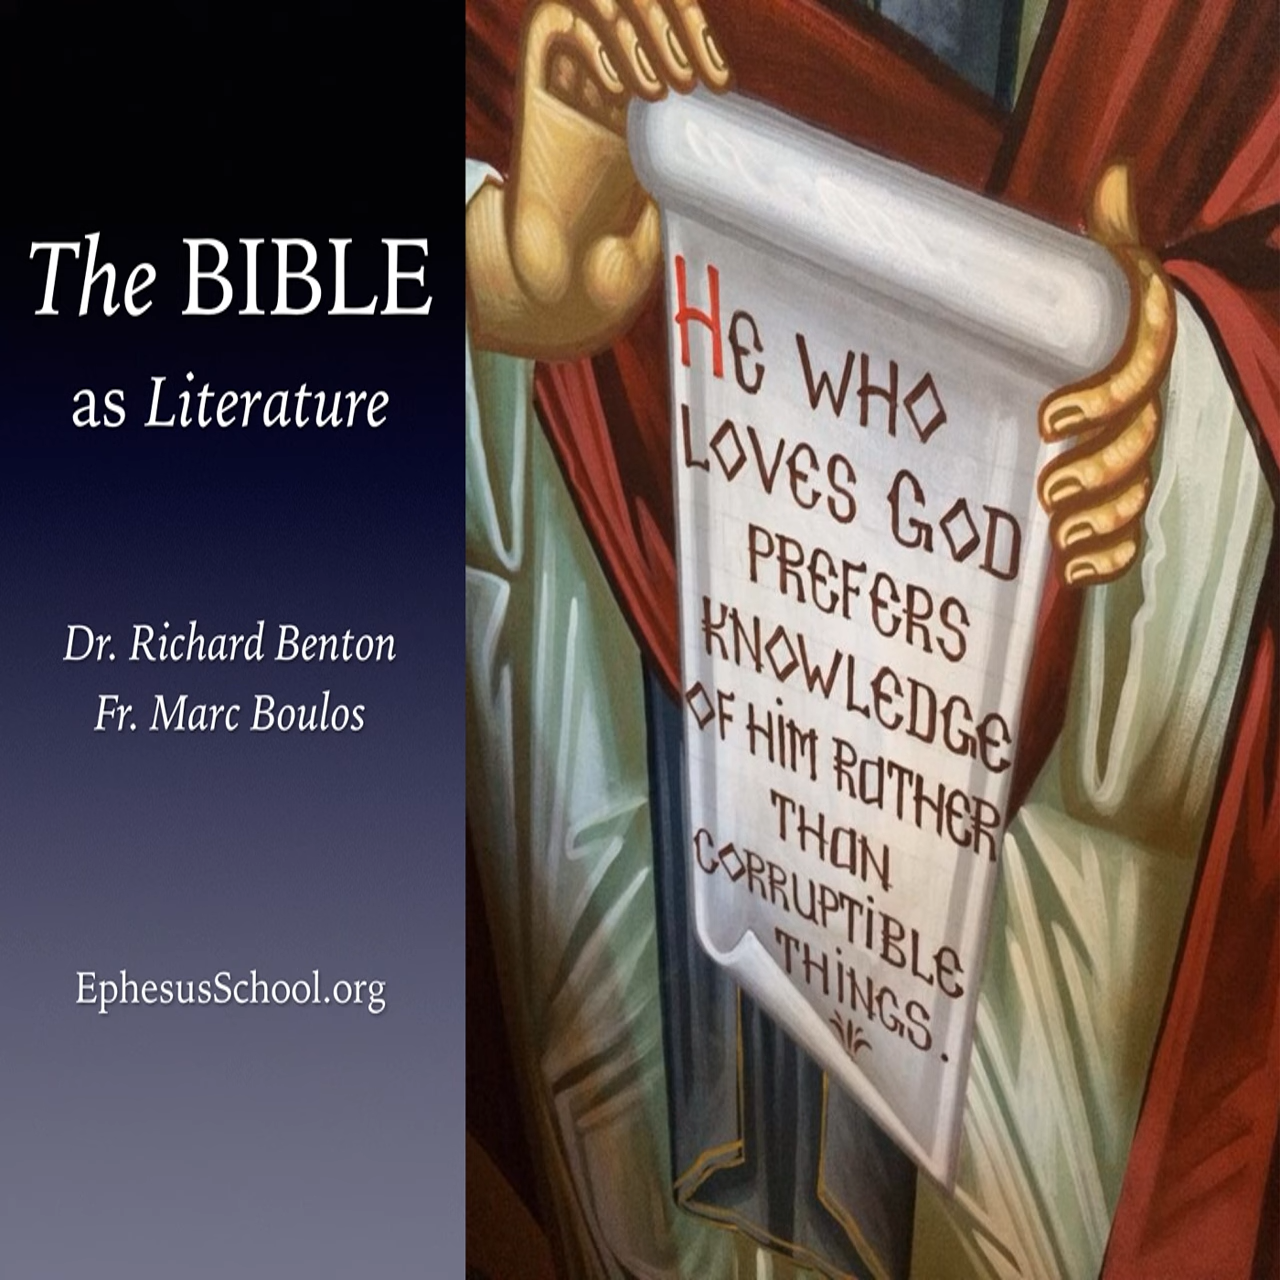 The BIBLE
as Literature
Dr. Richard Benton
Fr. Marc Boulos
EphesusSchool.org
HE WHO
LOVES GOD
PREFERS
KNOWLEDGE
OF HIM RATHER
THAN
CORRUPTIBLE
THINGS.